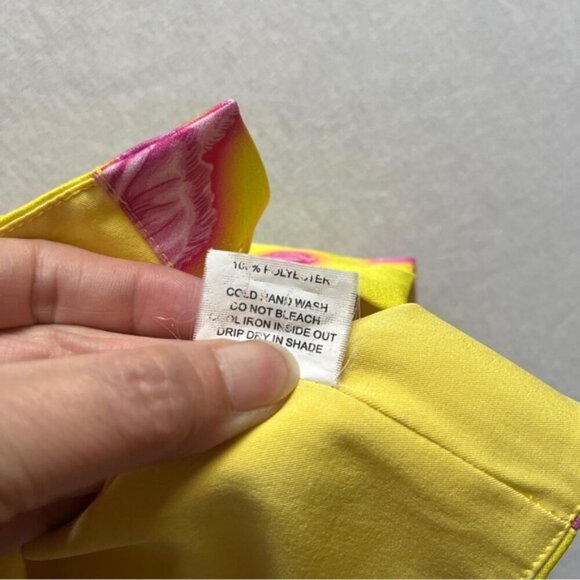 100% POLYESTER
COLD HAND WASH
DO NOT BLEACH
COOL IRON INSIDE OUT
DRIP DRY IN SHADE